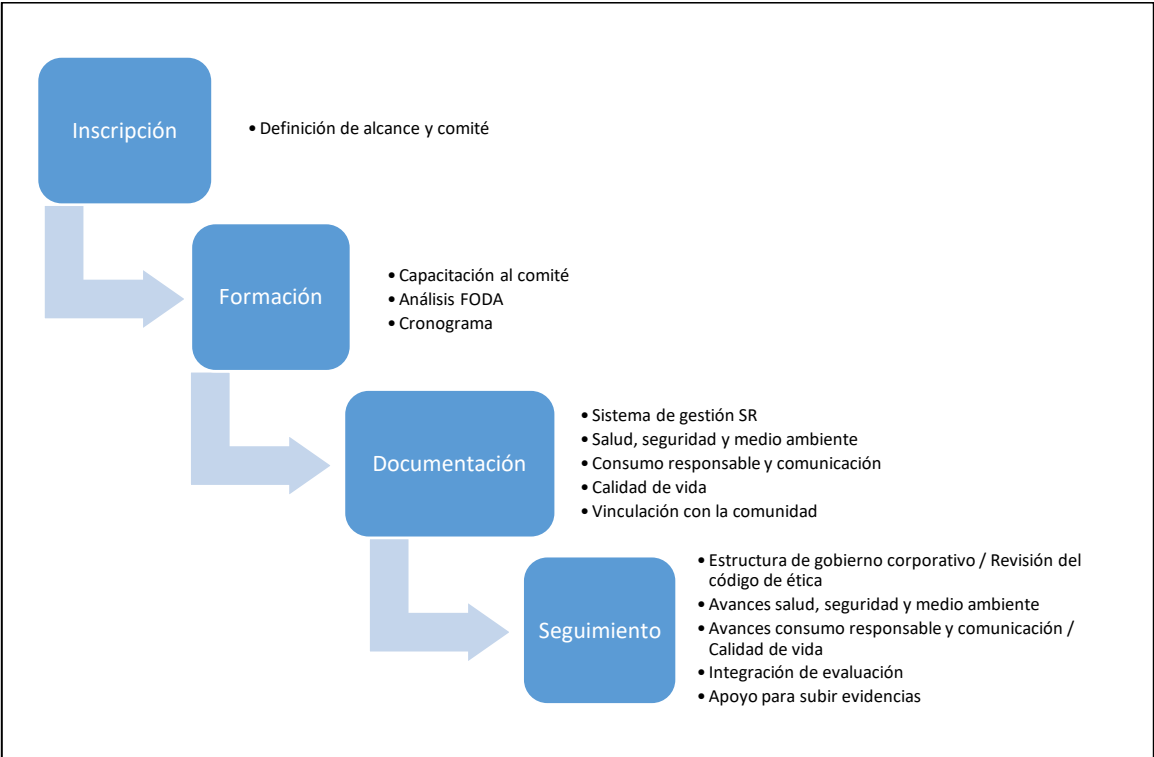 Inscripción
• Definición de alcance y comité
Formación
• Capacitación al comité
• Análisis FODA
• Cronograma
Documentación
• Sistema de gestión SR
• Salud, seguridad y medio ambiente
• Consumo responsable y comunicación
• Calidad de vida
• Vinculación con la comunidad
Seguimiento
• Estructura de gobierno corporativo / Revisión del
código de ética
• Avances salud, seguridad y medio ambiente
• Avances consumo responsable y comunicación /
Calidad de vida
• Integración de evaluación
• Apoyo para subir evidencias